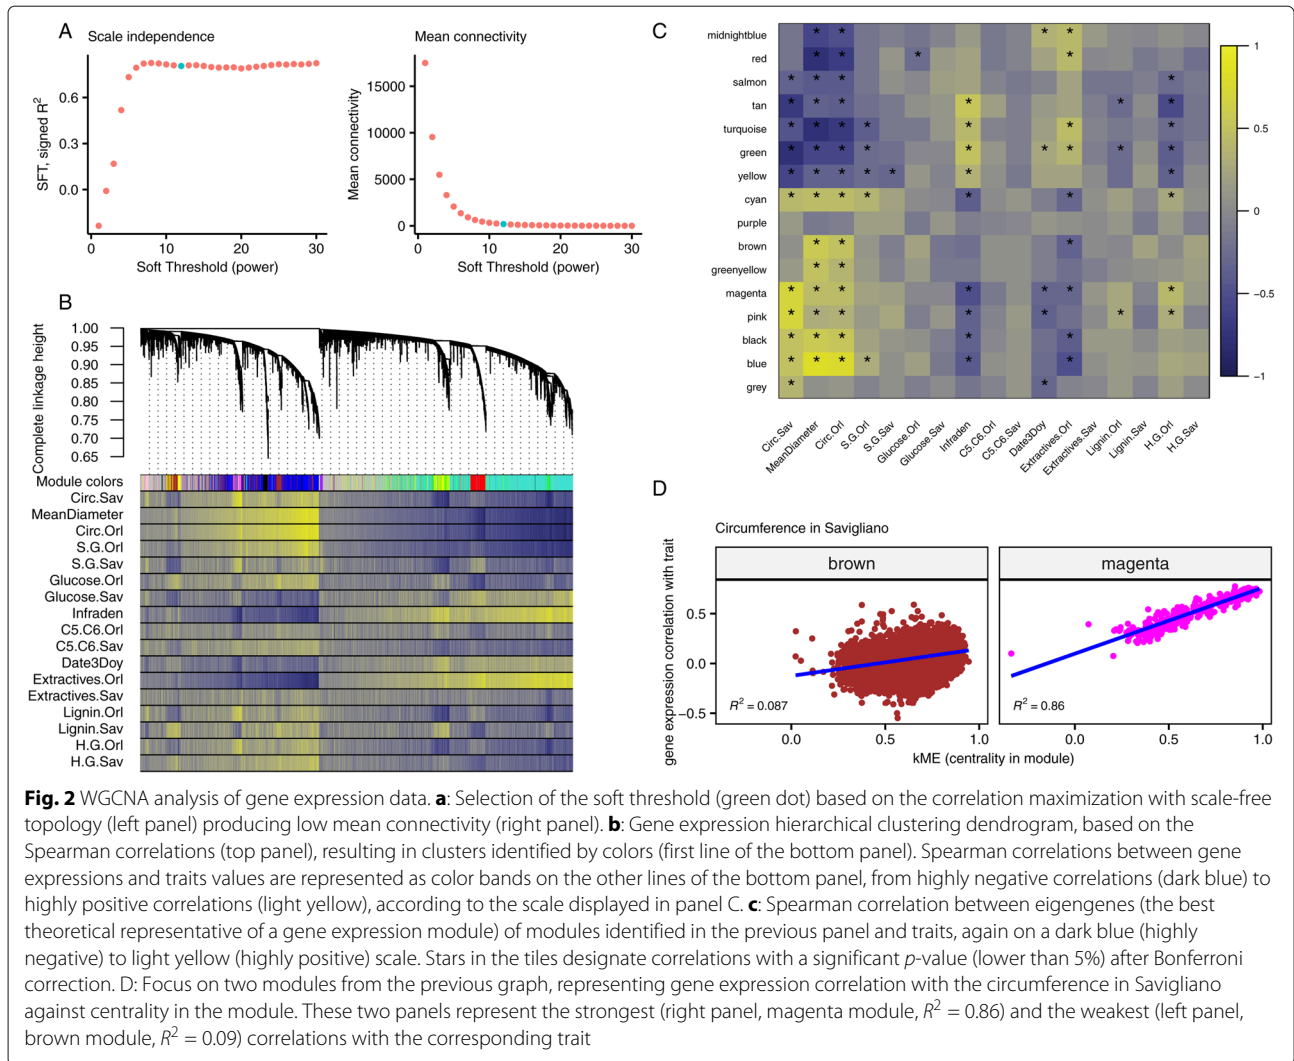 A
Scale independence
Mean connectivity
SFT, signed R²
0.6
0.3
0.0
0
10
20
30
Soft Threshold (power)
Mean connectivity
15000
10000
5000
0
0
10
20
30
Soft Threshold (power)
B
Complete linkage height
1.00
0.95
0.90
0.85
0.80
0.75
0.70
0.65
Module colors
Circ.Sav
MeanDiameter
Circ.Orl
S.G.Orl
S.G.Sav
Glucose.Orl
Glucose.Sav
Infraden
C5.C6.Orl
C5.C6.Sav
Date3Doy
Extractives.Orl
Extractives.Sav
Lignin.Orl
Lignin.Sav
H.G.Orl
H.G.Sav
C
midnightblue * * * *
red * * * *
salmon * * * *
tan * * * * * *
turquoise * * * * * * *
green * * * * * * * * *
yellow * * * * * * *
cyan * * * * * * *
purple
brown * * *
greenyellow * *
magenta * * * * * * *
pink * * * * * * *
black * * * * *
blue * * * * * *
grey * *
1
0.5
0
−0.5
−1
Circ.Sav
MeanDiameter
Circ.Orl
S.G.Orl
S.G.Sav
Glucose.Orl
Glucose.Sav
Infraden
C5.C6.Orl
C5.C6.Sav
Date3Doy
Extractives.Orl
Extractives.Sav
Lignin.Orl
Lignin.Sav
H.G.Orl
H.G.Sav
D
Circumference in Savigliano
gene expression correlation with trait
brown
magenta
0.5
0.0
−0.5
R² = 0.087
R² = 0.86
0.0
0.5
1.0
0.0
0.5
1.0
kME (centrality in module)
Fig. 2 WGCNA analysis of gene expression data. a: Selection of the soft threshold (green dot) based on the correlation maximization with scale-free
topology (left panel) producing low mean connectivity (right panel). b: Gene expression hierarchical clustering dendrogram, based on the
Spearman correlations (top panel), resulting in clusters identified by colors (first line of the bottom panel). Spearman correlations between gene
expressions and traits values are represented as color bands on the other lines of the bottom panel, from highly negative correlations (dark blue) to
highly positive correlations (light yellow), according to the scale displayed in panel C. c: Spearman correlation between eigengenes (the best
theoretical representative of a gene expression module) of modules identified in the previous panel and traits, again on a dark blue (highly
negative) to light yellow (highly positive) scale. Stars in the tiles designate correlations with a significant p-value (lower than 5%) after Bonferroni
correction. D: Focus on two modules from the previous graph, representing gene expression correlation with the circumference in Savigliano
against centrality in the module. These two panels represent the strongest (right panel, magenta module, R² = 0.86) and the weakest (left panel,
brown module, R² = 0.09) correlations with the corresponding trait